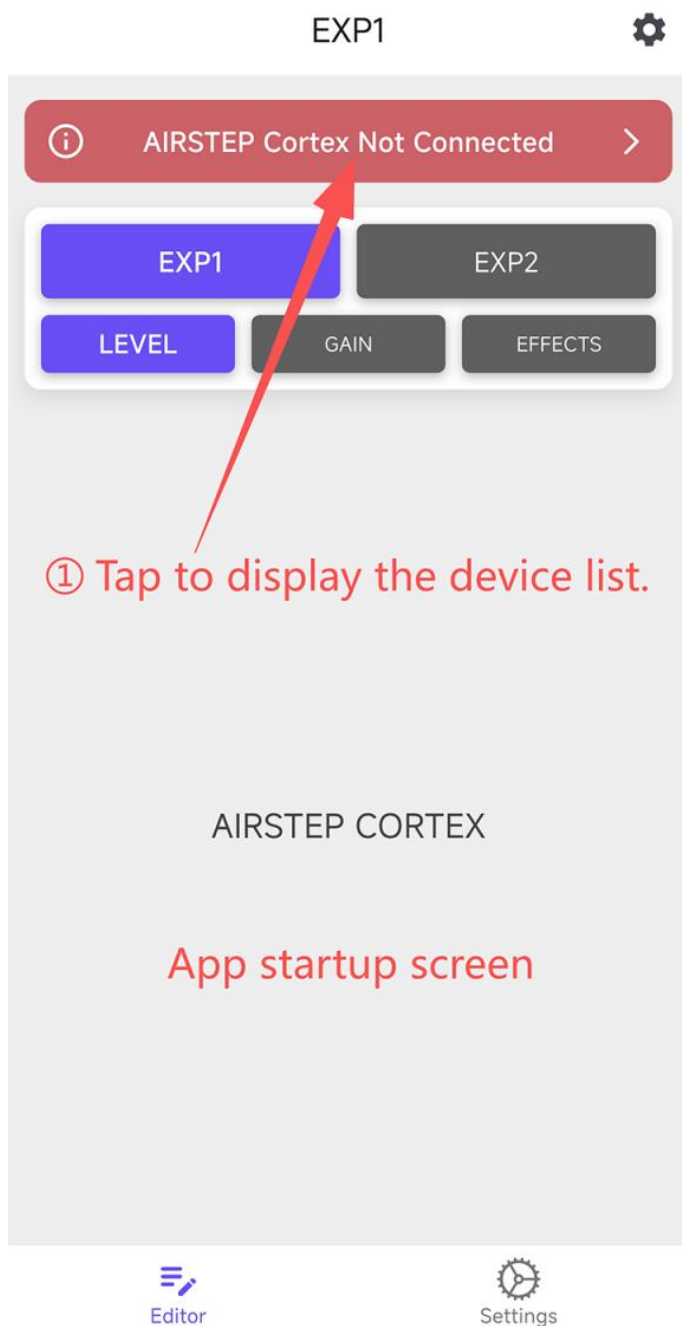 EXP1
AIRSTEP Cortex Not Connected
EXP1 EXP2
LEVEL GAIN EFFECTS
① Tap to display the device list.
AIRSTEP CORTEX
App startup screen
Editor Settings